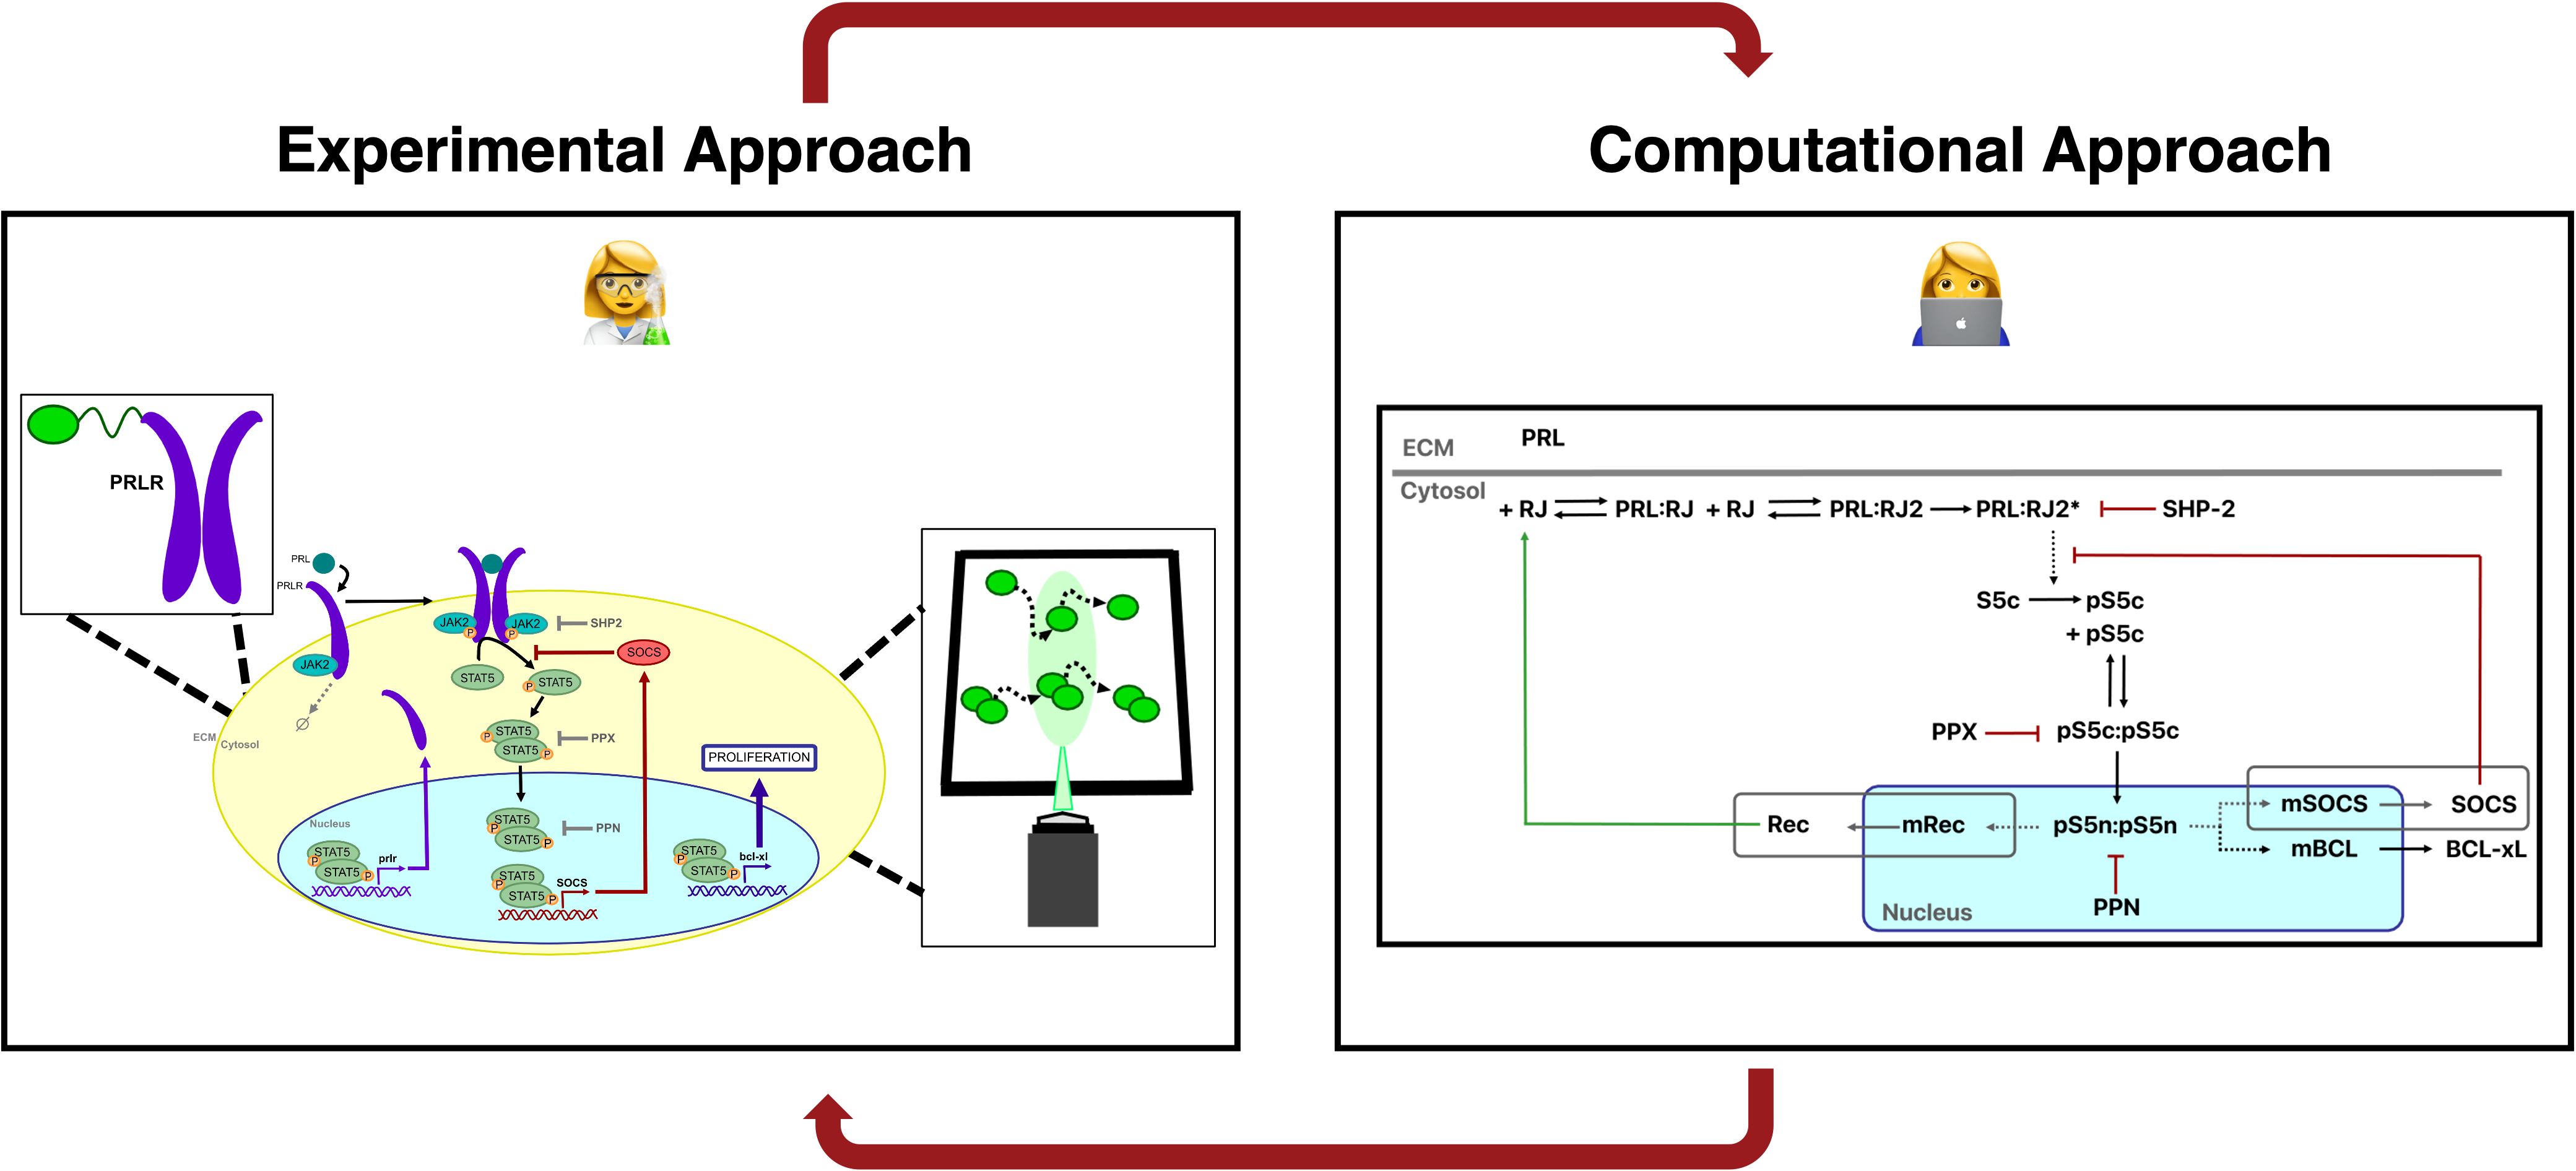 Experimental Approach
PRLR
PRL
PRLR
JAK2
P
JAK2
P
JAK2
SHP2
SOCS
STAT5
P
STAT5
STAT5
P
STAT5
P
PPX
ECM
Cytosol
PROLIFERATION
Nucleus
STAT5
P
STAT5
P
PPN
STAT5
P
STAT5
P
prlr
STAT5
P
STAT5
P
SOCS
STAT5
P
STAT5
P
bcl-xl
Computational Approach
ECM
PRL
Cytosol
+ RJ
PRL:RJ + RJ
PRL:RJ2
PRL:RJ2*
SHP-2
S5c
pS5c
+ pS5c
PPX
pS5c:pS5c
Rec
mRec
pS5n:pS5n
mSOCS
SOCS
mBCL
BCL-xL
PPN
Nucleus